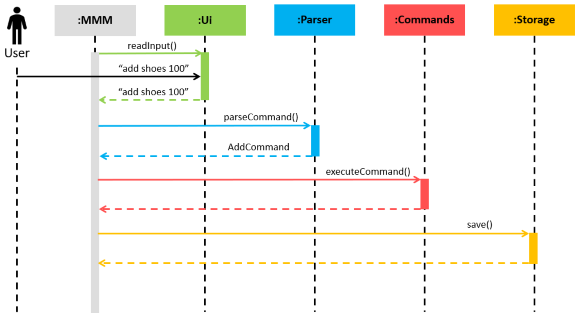 :MMM
:Ui
:Parser
:Commands
:Storage
User
readInput()
“add shoes 100”
“add shoes 100”
parseCommand()
AddCommand
executeCommand()
save()